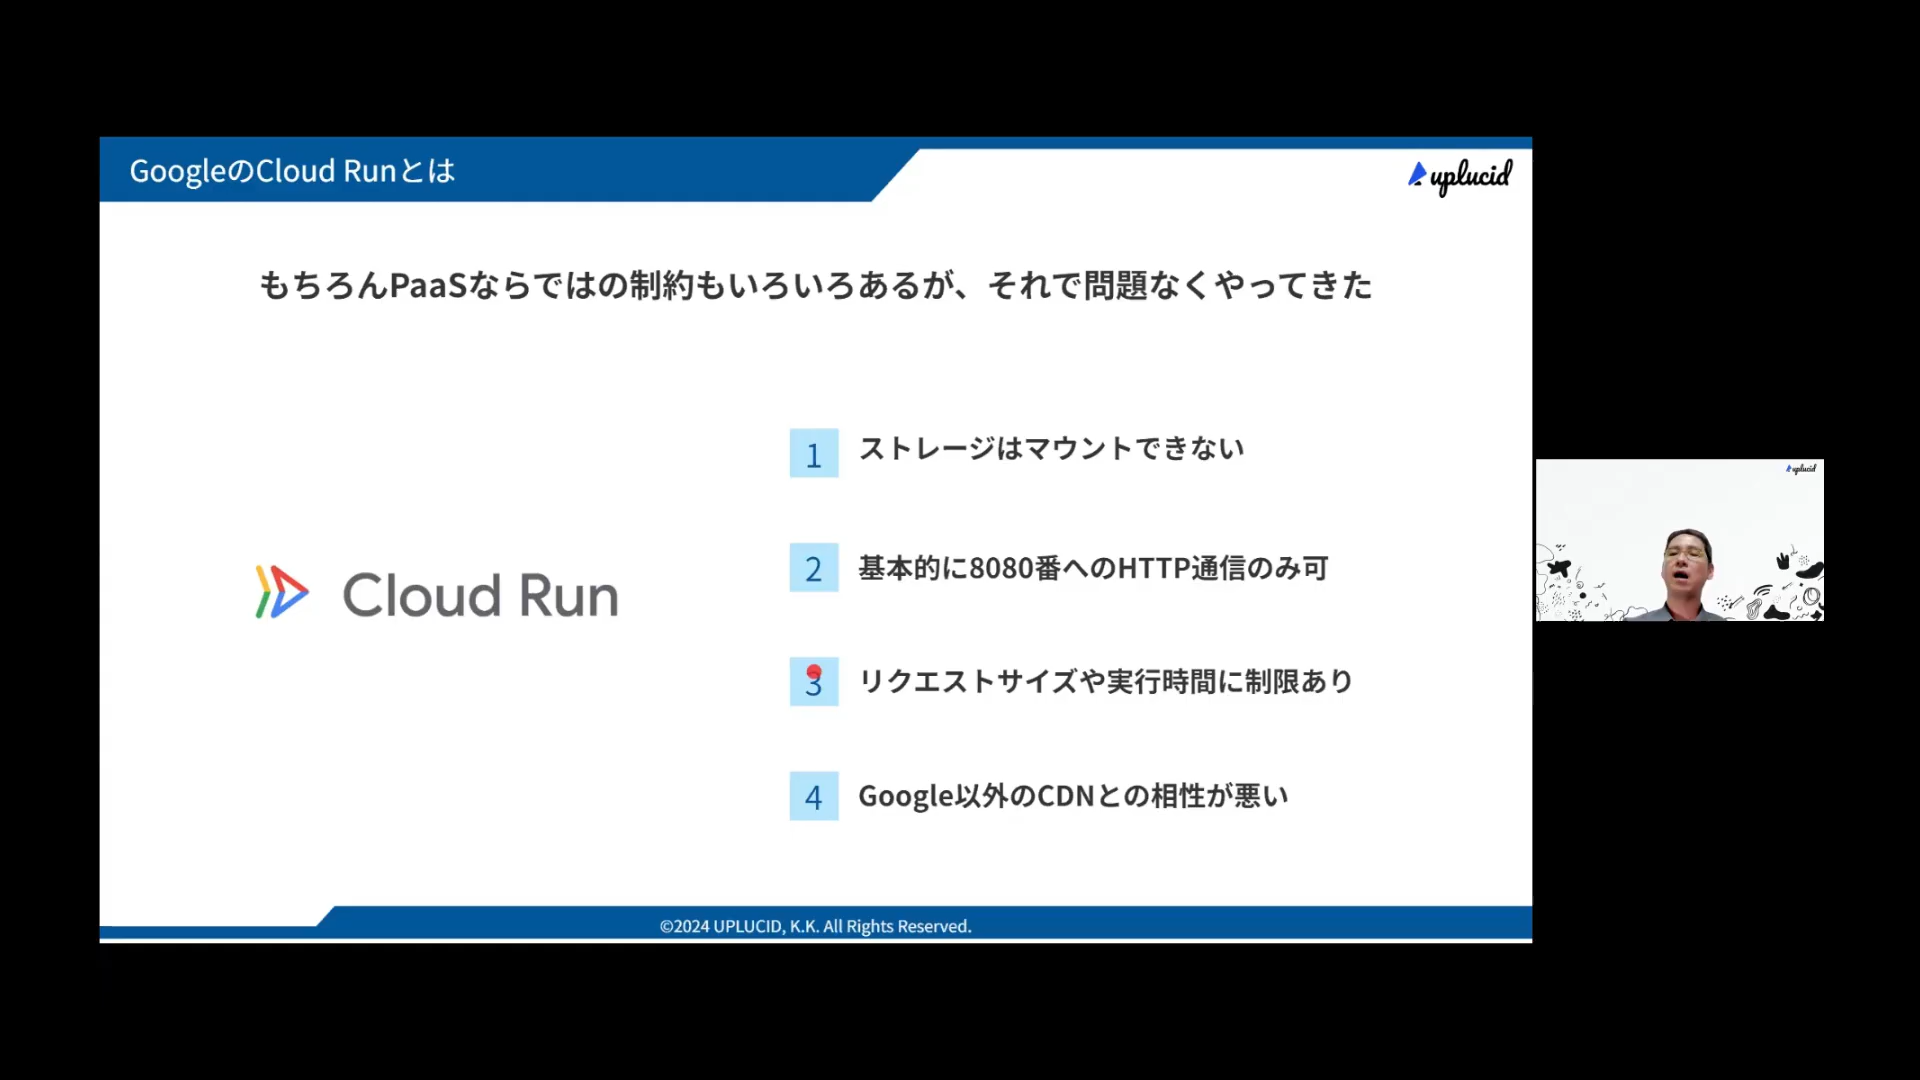 GoogleのCloud Runとは
uplucid
もちろんPaaSならではの制約もいろいろあるが、それで問題なくやってきた
Cloud Run
1 ストレージはマウントできない
2 基本的に8080番へのHTTP通信のみ可
3 リクエストサイズや実行時間に制限あり
4 Google以外のCDNとの相性が悪い
©2024 UPLUCID, K.K. All Rights Reserved.
uplucid